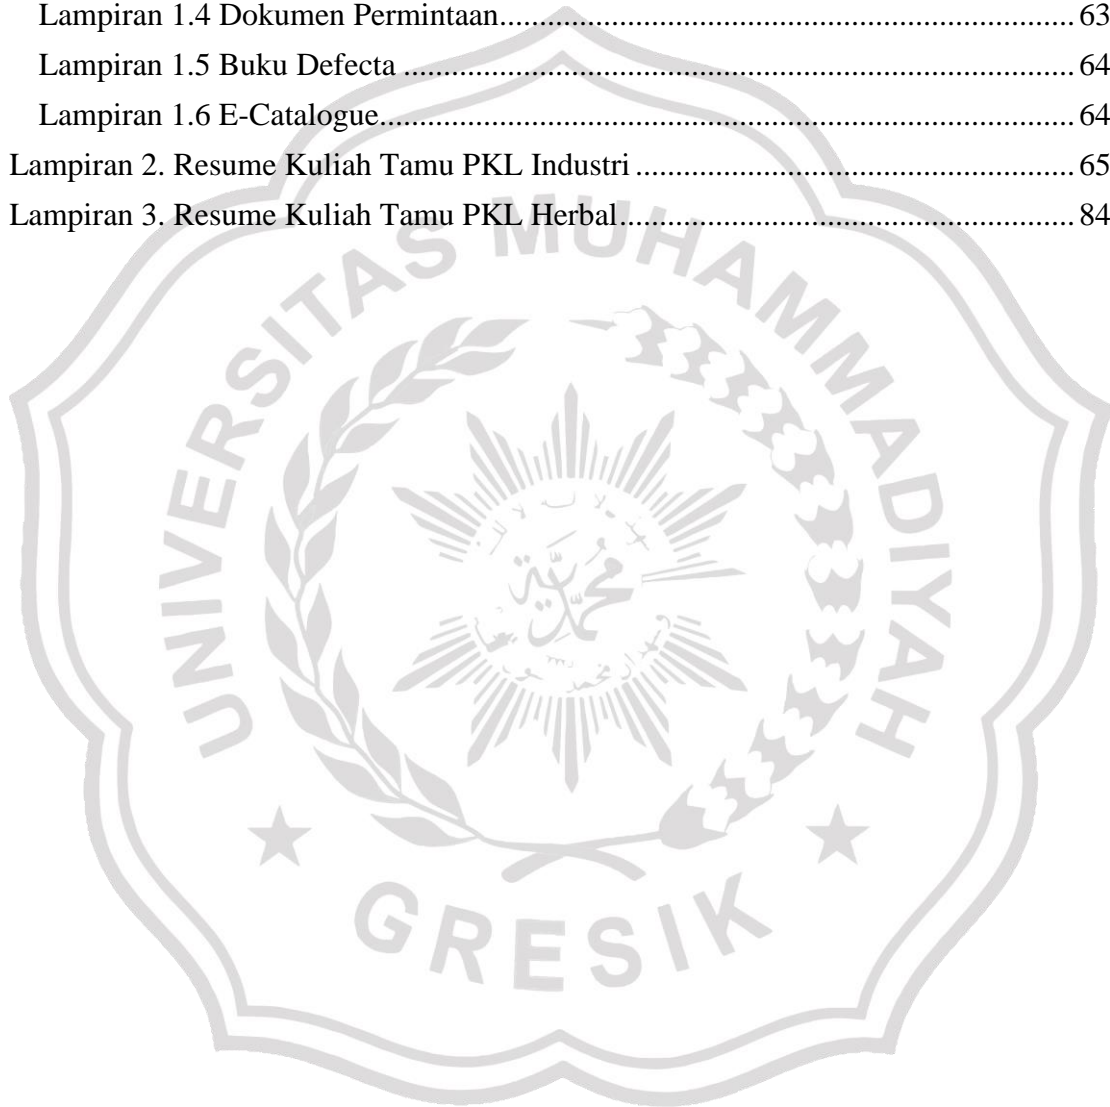 Lampiran 1.4 Dokumen Permintaan........................................................................ 63
Lampiran 1.5 Buku Defecta .................................................................................... 64
Lampiran 1.6 E-Catalogue....................................................................................... 64
Lampiran 2. Resume Kuliah Tamu PKL Industri ....................................................... 65
Lampiran 3. Resume Kuliah Tamu PKL Herbal......................................................... 84
UNIVERSITAS MUHAMMADIYAH
GRESIK